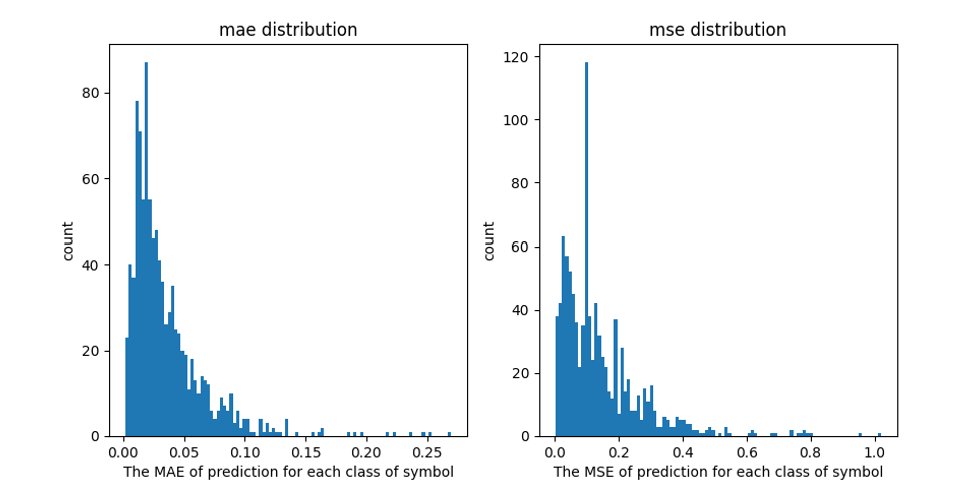 mae distribution
count
80
60
40
20
0
0.00 0.05 0.10 0.15 0.20 0.25
The MAE of prediction for each class of symbol
mse distribution
count
120
100
80
60
40
20
0
0.0 0.2 0.4 0.6 0.8 1.0
The MSE of prediction for each class of symbol